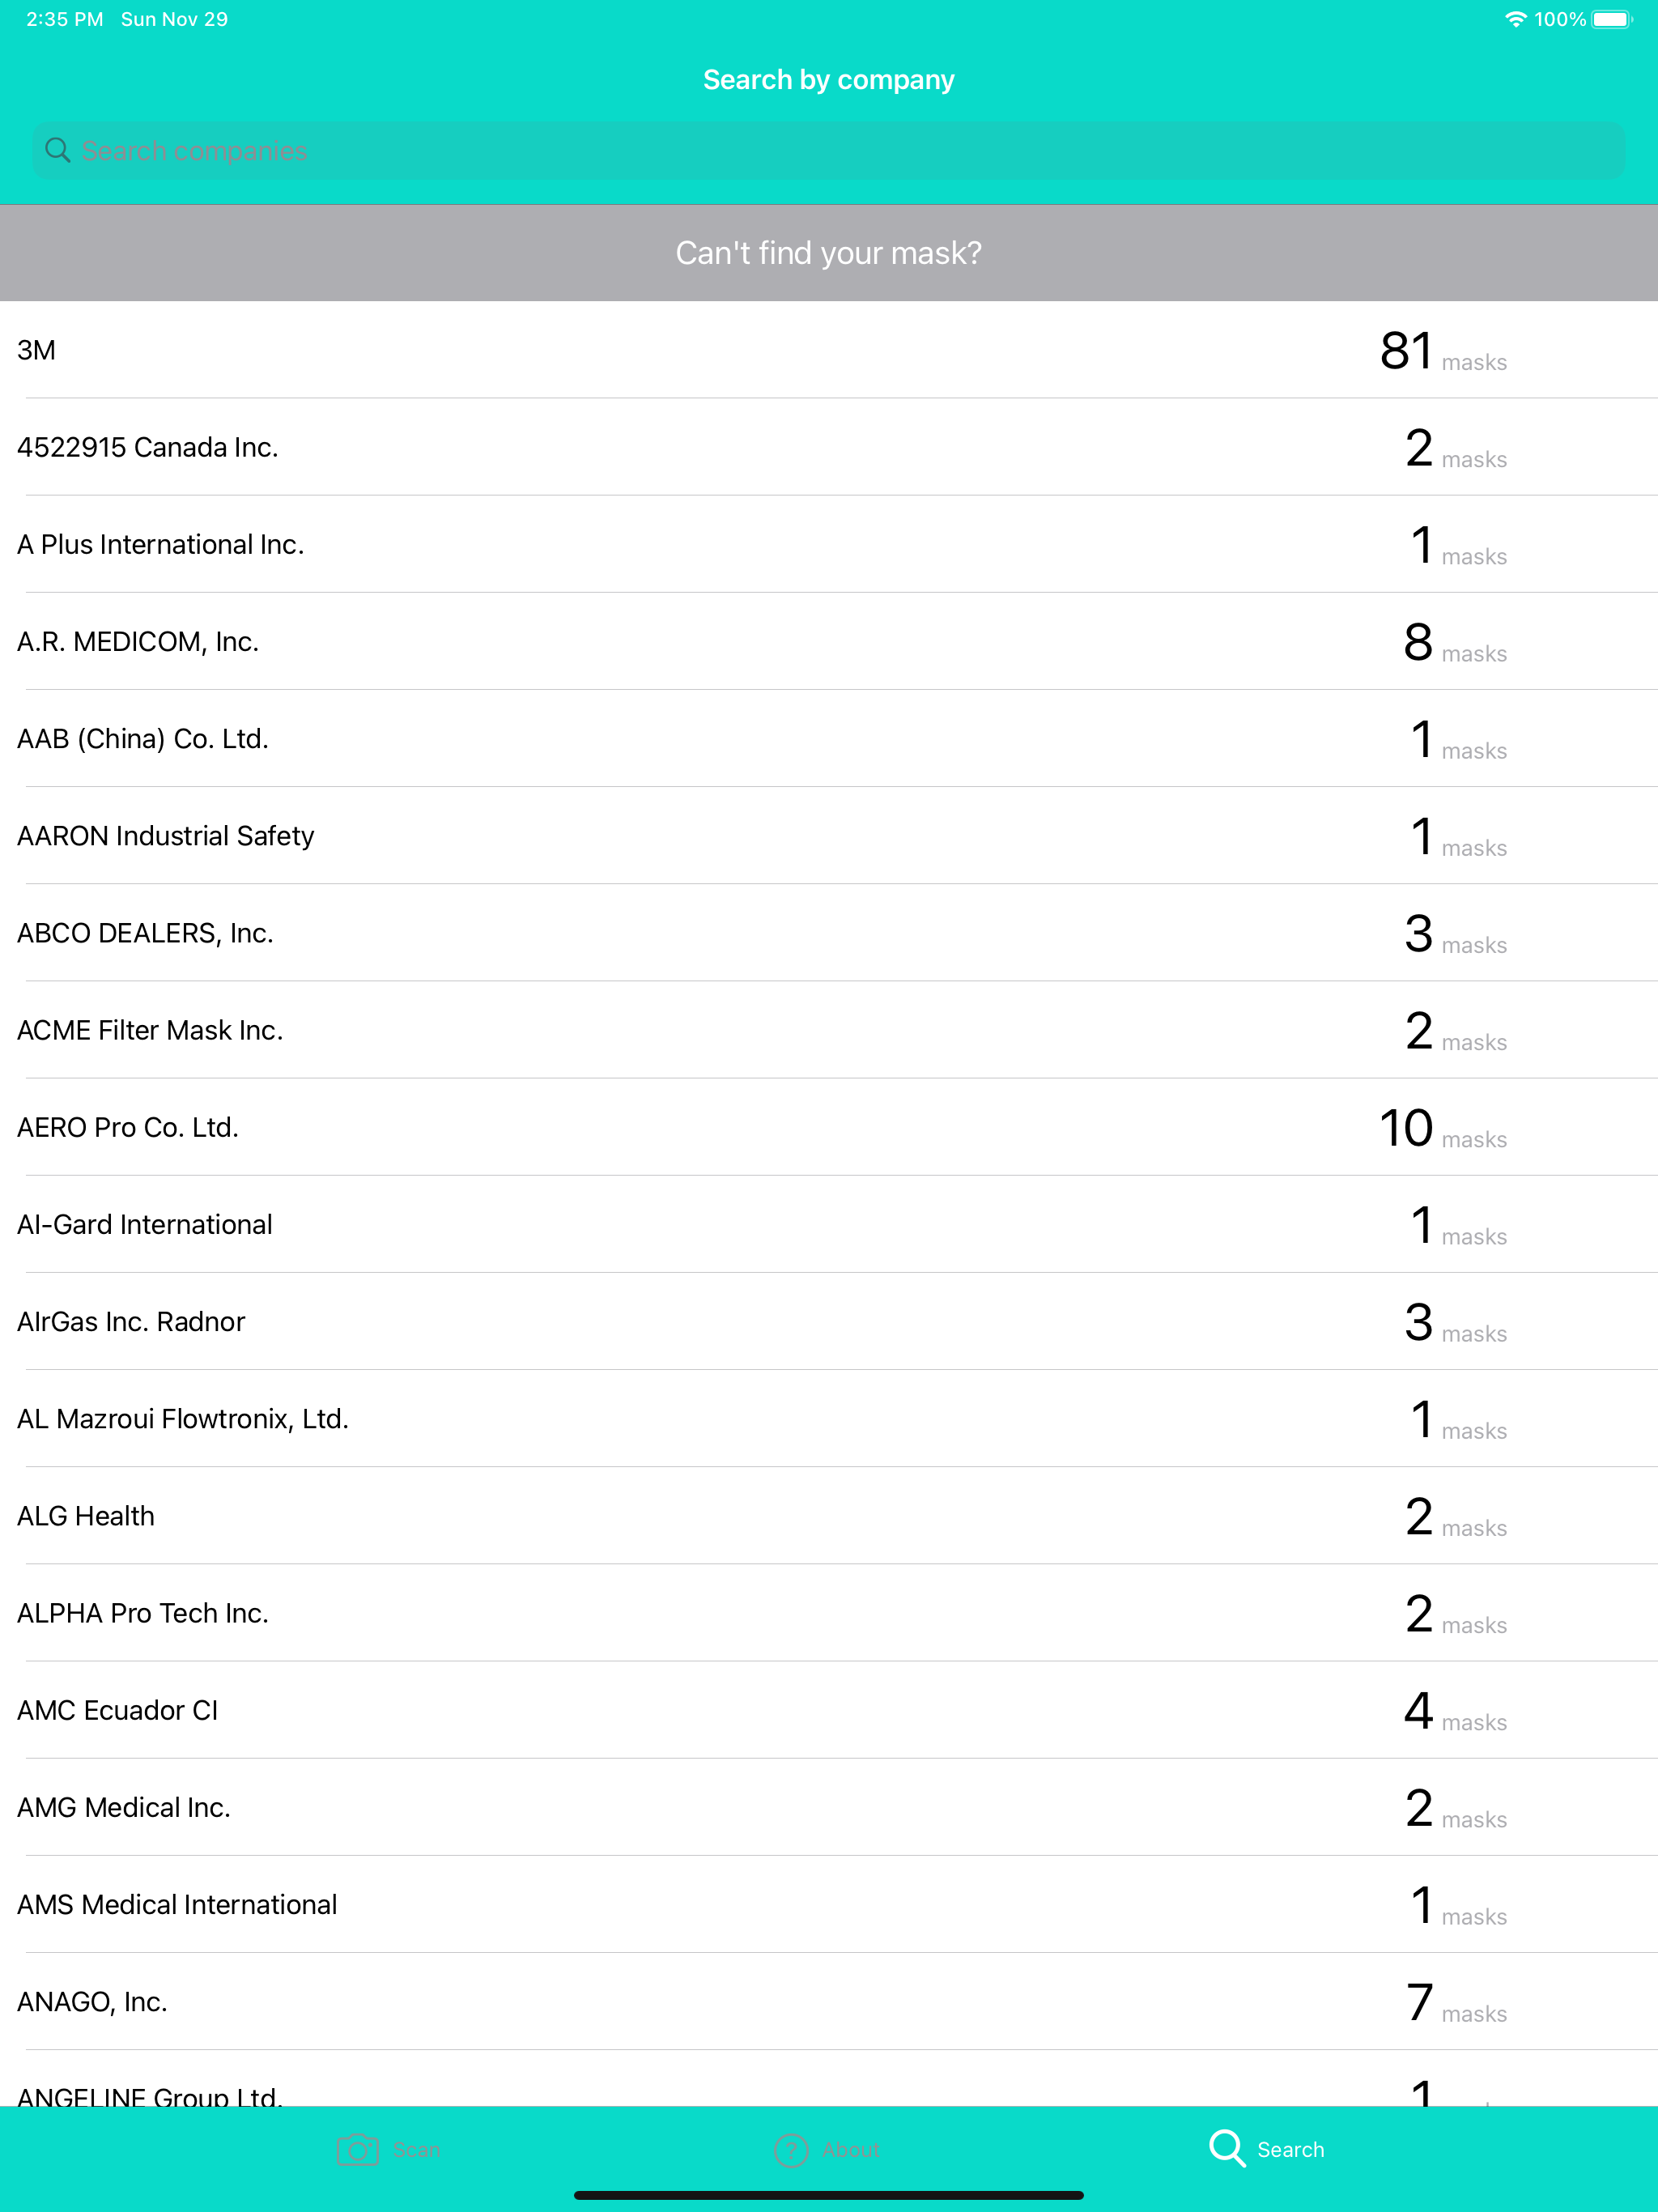 2:35 PM Sun Nov 29 100%
Search by company
Search companies
Can't find your mask?
3M 81 masks
4522915 Canada Inc. 2 masks
A Plus International Inc. 1 masks
A.R. MEDICOM, Inc. 8 masks
AAB (China) Co. Ltd. 1 masks
AARON Industrial Safety 1 masks
ABCO DEALERS, Inc. 3 masks
ACME Filter Mask Inc. 2 masks
AERO Pro Co. Ltd. 10 masks
AI-Gard International 1 masks
AIrGas Inc. Radnor 3 masks
AL Mazroui Flowtronix, Ltd. 1 masks
ALG Health 2 masks
ALPHA Pro Tech Inc. 2 masks
AMC Ecuador CI 4 masks
AMG Medical Inc. 2 masks
AMS Medical International 1 masks
ANAGO, Inc. 7 masks
ANGELINE Group Ltd. 1
Scan ? About Search